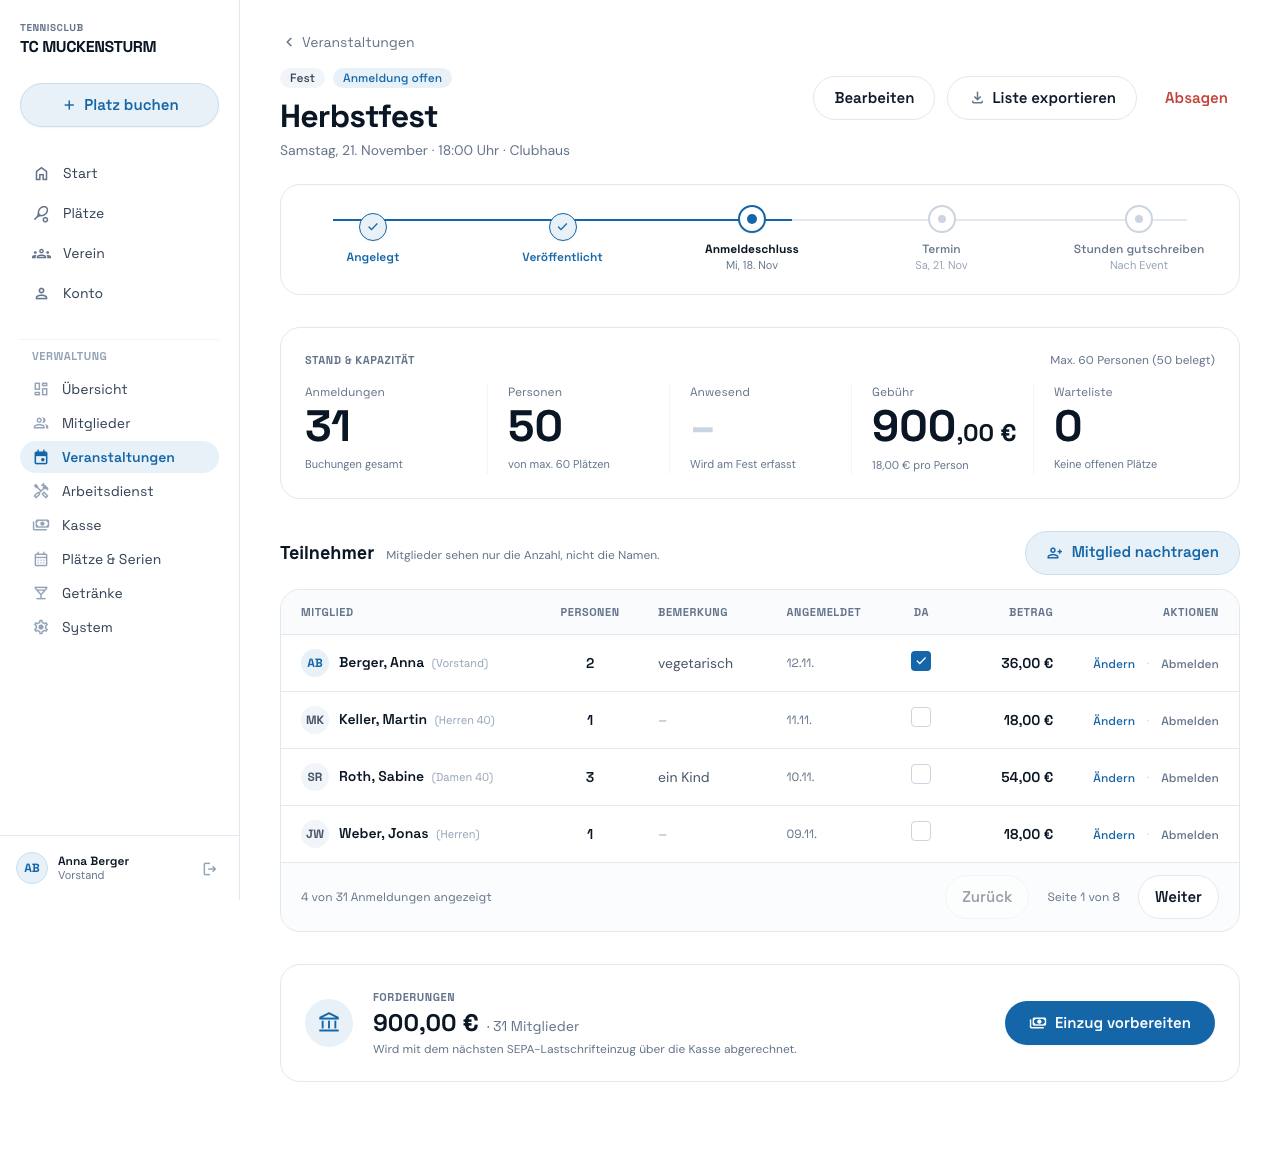 TENNISCLUB
TC MUCKENSTURM
Platz buchen
Start
Plätze
Verein
Konto
VERWALTUNG
Übersicht
Mitglieder
Veranstaltungen
Arbeitsdienst
Kasse
Plätze & Serien
Getränke
System
AB Anna Berger
Vorstand
Veranstaltungen
Fest Anmeldung offen
Herbstfest
Samstag, 21. November · 18:00 Uhr · Clubhaus
Bearbeiten Liste exportieren Absagen
Angelegt Veröffentlicht Anmeldeschluss Termin Stunden gutschreiben
Mi, 18. Nov Sa, 21. Nov Nach Event
STAND & KAPAZITÄT Max. 60 Personen (50 belegt)
Anmeldungen Personen Anwesend Gebühr Warteliste
31 50 – 900,00 € 0
Buchungen gesamt von max. 60 Plätzen Wird am Fest erfasst 18,00 € pro Person Keine offenen Plätze
Teilnehmer Mitglieder sehen nur die Anzahl, nicht die Namen. Mitglied nachtragen
MITGLIED PERSONEN BEMERKUNG ANGEMELDET DA BETRAG AKTIONEN
AB Berger, Anna (Vorstand) 2 vegetarisch 12.11. 36,00 € Ändern · Abmelden
MK Keller, Martin (Herren 40) 1 – 11.11. 18,00 € Ändern · Abmelden
SR Roth, Sabine (Damen 40) 3 ein Kind 10.11. 54,00 € Ändern · Abmelden
JW Weber, Jonas (Herren) 1 – 09.11. 18,00 € Ändern · Abmelden
4 von 31 Anmeldungen angezeigt Zurück Seite 1 von 8 Weiter
FORDERUNGEN
900,00 € · 31 Mitglieder
Wird mit dem nächsten SEPA-Lastschrifteinzug über die Kasse abgerechnet.
Einzug vorbereiten